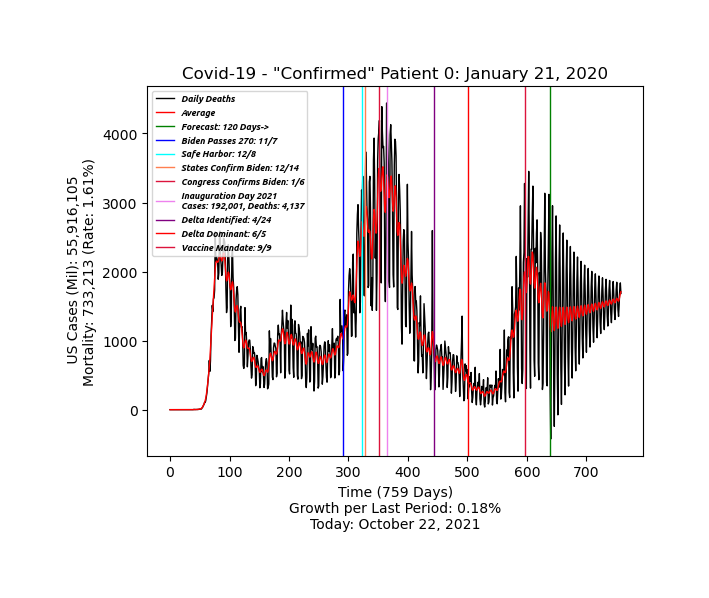 Covid-19 - "Confirmed" Patient 0: January 21, 2020
Daily Deaths
Average
Forecast: 120 Days->
Biden Passes 270: 11/7
Safe Harbor: 12/8
States Confirm Biden: 12/14
Congress Confirms Biden: 1/6
Inauguration Day 2021
Cases: 192,001, Deaths: 4,137
Delta Identified: 4/24
Delta Dominant: 6/5
Vaccine Mandate: 9/9
US Cases (Mil): 55,916,105
Mortality: 733,213 (Rate: 1.61%)
4000
3000
2000
1000
0
0 100 200 300 400 500 600 700
Time (759 Days)
Growth per Last Period: 0.18%
Today: October 22, 2021